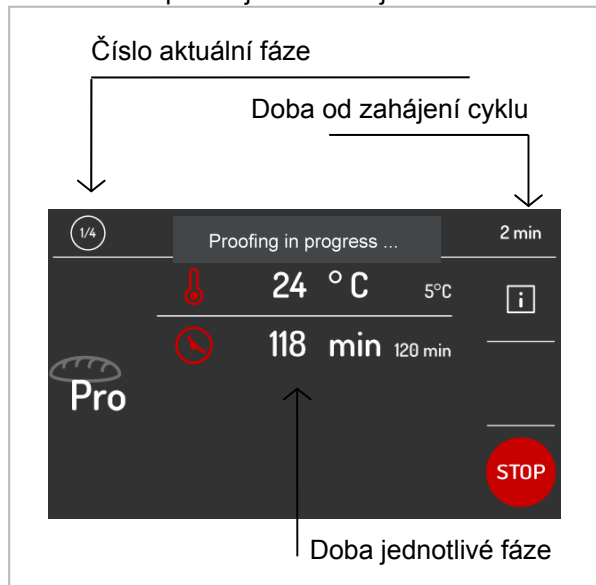 Číslo aktuální fáze
Doba od zahájení cyklu
1/4
Proofing in progress ...
2 min
24 °C 5°C
i
118 min 120 min
Pro
STOP
Doba jednotlivé fáze